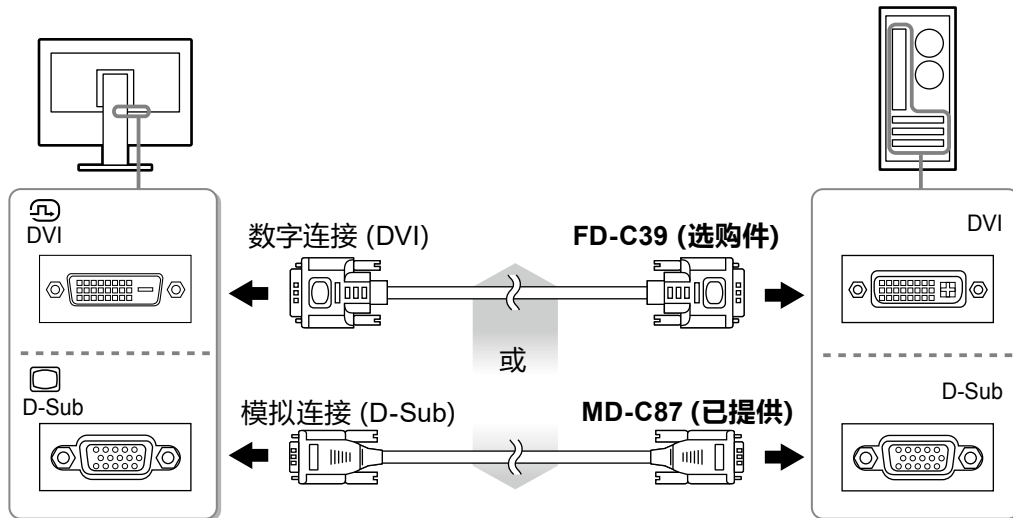 DVI
数字连接 (DVI)
FD-C39 (选购件)
DVI
或
D-Sub
模拟连接 (D-Sub)
MD-C87 (已提供)
D-Sub